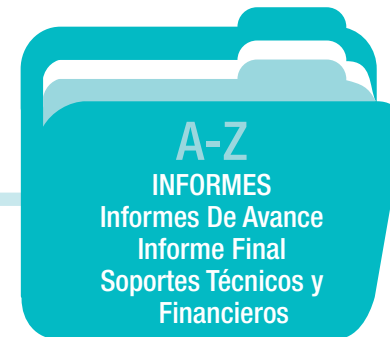 A-Z
INFORMES
Informes De Avance
Informe Final
Soportes Técnicos y
Financieros